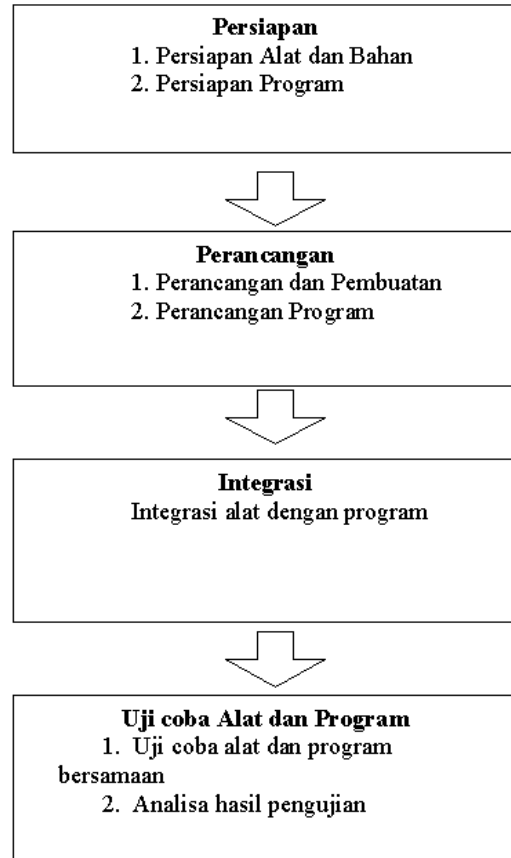 Persiapan
1. Persiapan Alat dan Bahan
2. Persiapan Program
Perancangan
1. Perancangan dan Pembuatan
2. Perancangan Program
Integrasi
Integrasi alat dengan program
Uji coba Alat dan Program
1. Uji coba alat dan program
bersamaan
2. Analisa hasil pengujian